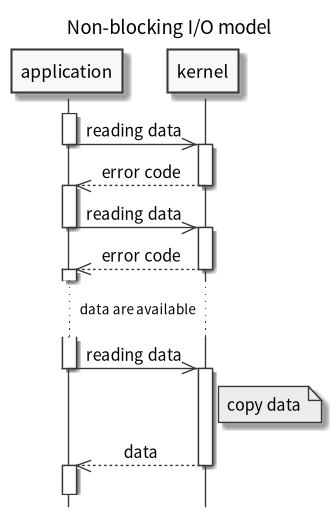 Non-blocking I/O model
application
kernel
reading data
error code
reading data
error code
data are available
reading data
copy data
data